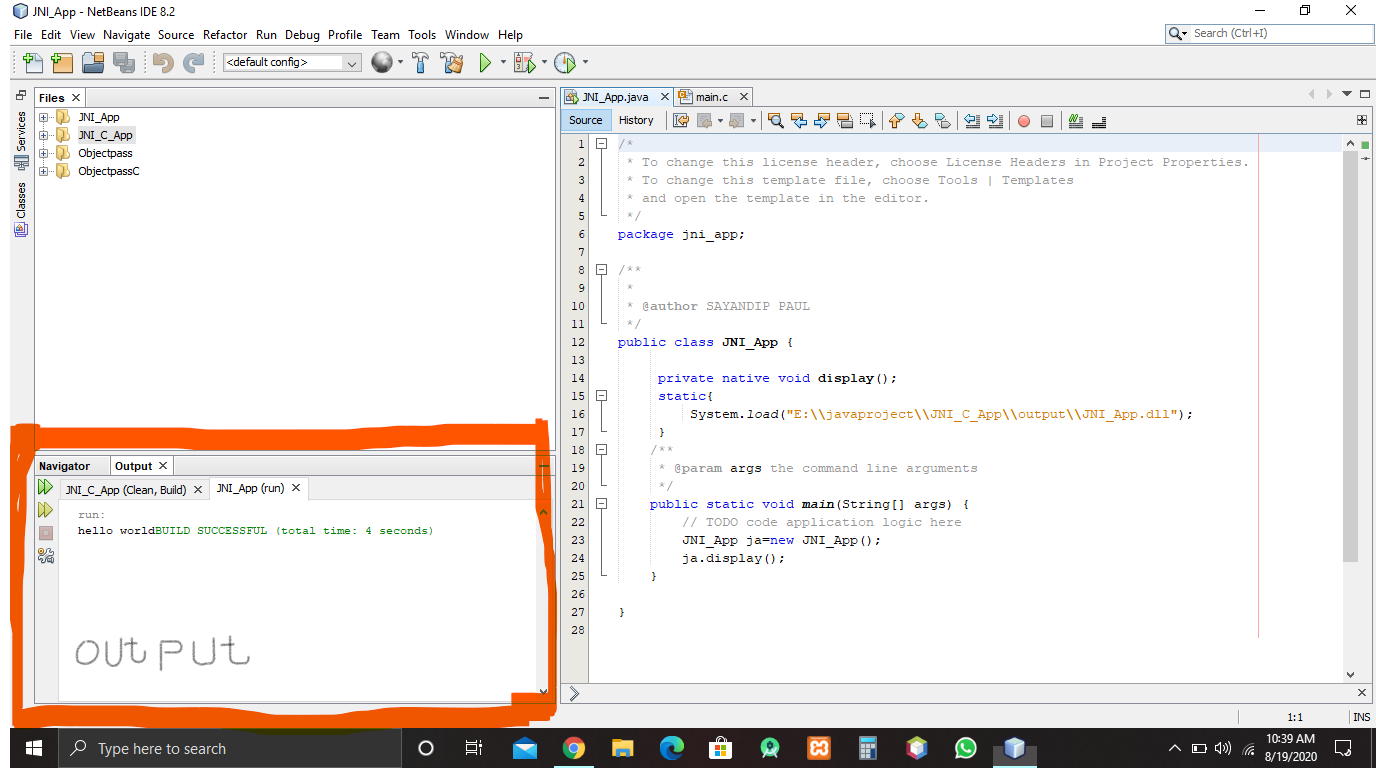 JNI_App - NetBeans IDE 8.2
File Edit View Navigate Source Refactor Run Debug Profile Team Tools Window Help
Search (Ctrl+I)
<default config>
Services
Classes
Files
JNI_App
JNI_C_App
Objectpass
ObjectpassC
Navigator
Output
JNI_C_App (Clean, Build)
JNI_App (run)
run:
hello worldBUILD SUCCESSFUL (total time: 4 seconds)
output
JNI_App.java
main.c
Source
History
1 /*
2 * To change this license header, choose License Headers in Project Properties.
3 * To change this template file, choose Tools | Templates
4 * and open the template in the editor.
5 */
6 package jni_app;
7
8 /**
9 *
10 * @author SAYANDIP PAUL
11 */
12 public class JNI_App {
13
14 private native void display();
15 static{
16 System.load("E:\\javaproject\\JNI_C_App\\output\\JNI_App.dll");
17 }
18 /**
19 * @param args the command line arguments
20 */
21 public static void main(String[] args) {
22 // TODO code application logic here
23 JNI_App ja=new JNI_App();
24 ja.display();
25 }
26
27 }
28
1:1
INS
Type here to search
10:39 AM
8/19/2020